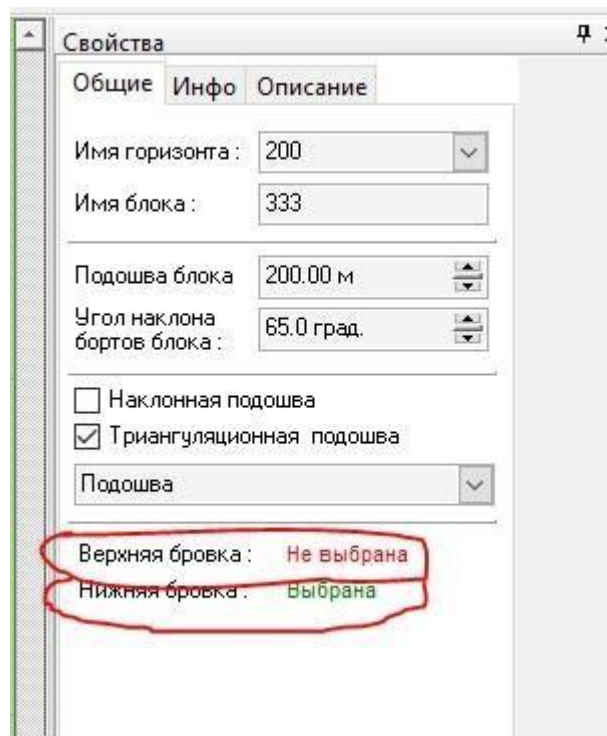 Свойства
Общие Инфо Описание
Имя горизонта : 200
Имя блока : 333
Подошва блока 200.00 м
Угол наклона
бортов блока : 65.0 град.
Наклонная подошва
Триангуляционная подошва
Подошва
Верхняя бровка : Не выбрана
Нижняя бровка : Выбрана